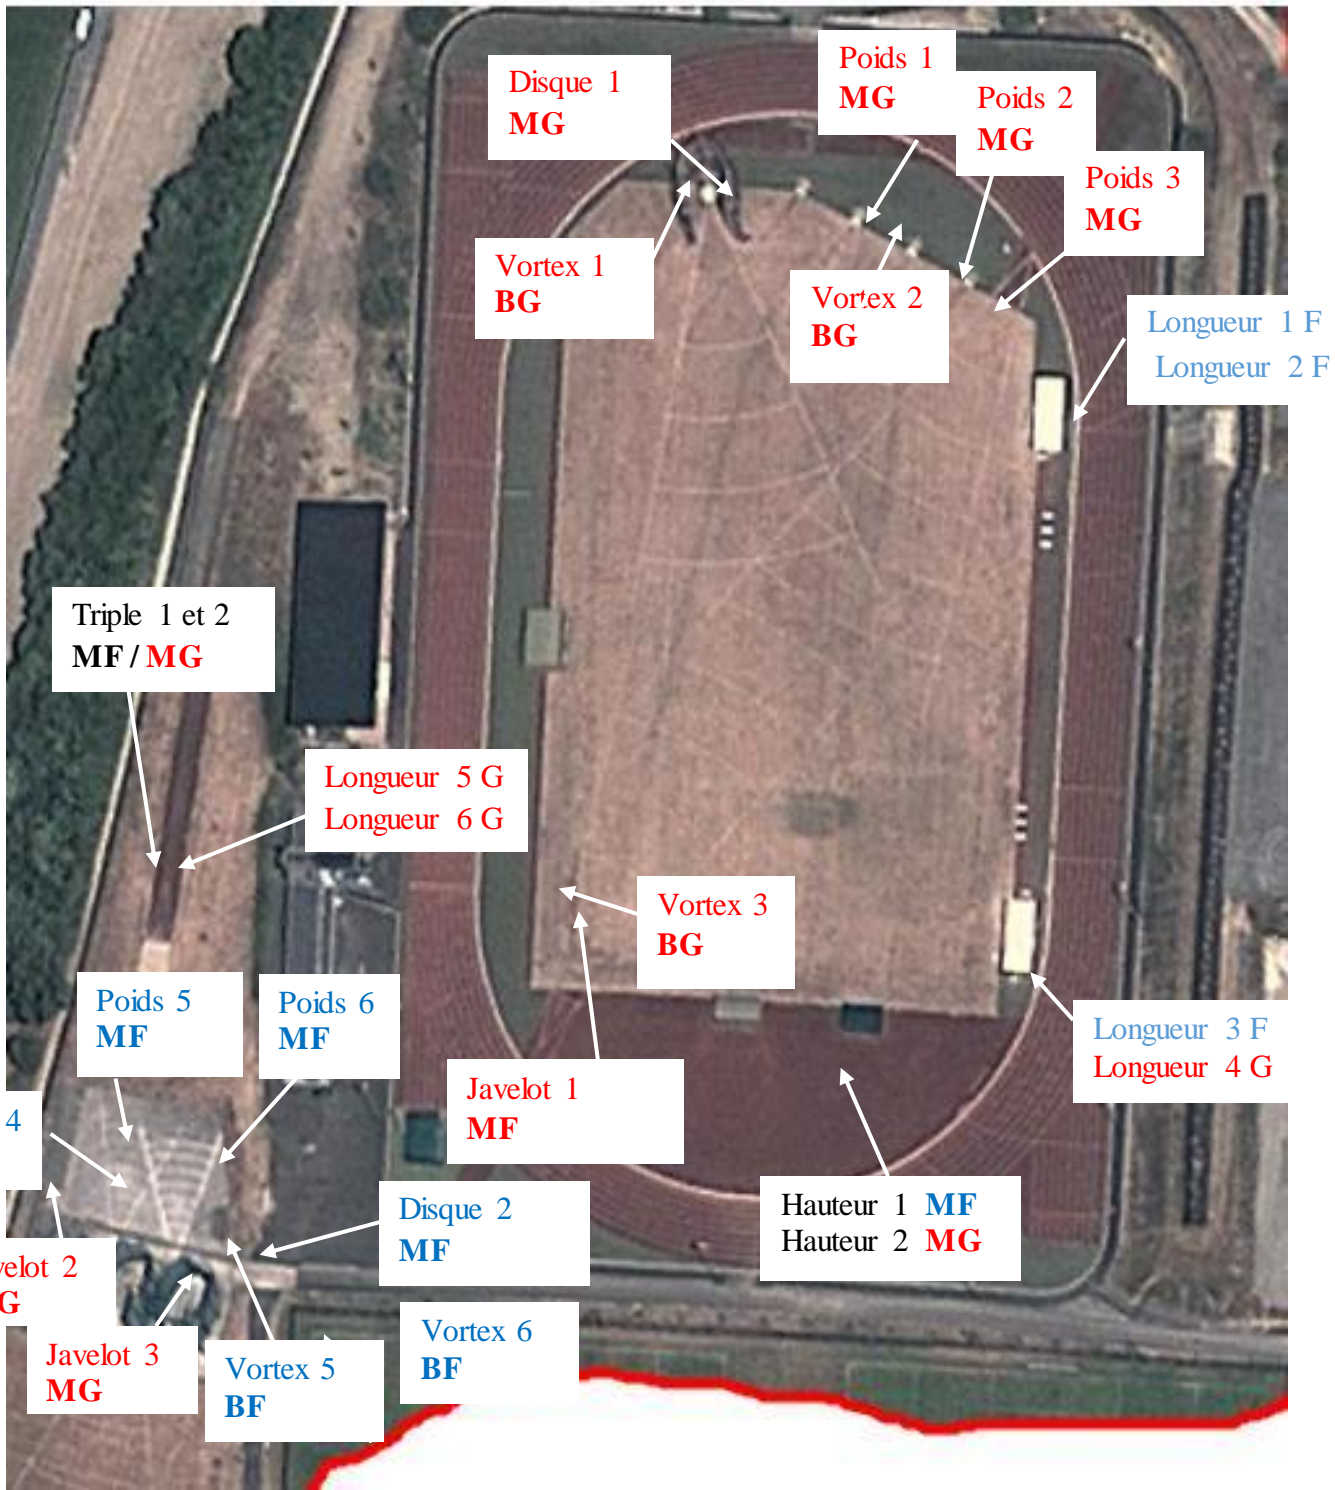 Poids 1
MG
Disque 1
MG
Poids 2
MG
Poids 3
MG
Vortex 1
BG
Vortex 2
BG
Longueur 1 F
Longueur 2 F
Triple 1 et 2
MF / MG
Longueur 5 G
Longueur 6 G
Vortex 3
BG
Poids 5
MF
Poids 6
MF
Longueur 3 F
Longueur 4 G
Javelot 1
MF
4
Hauteur 1 MF
Hauteur 2 MG
Disque 2
MF
velot 2
G
Javelot 3
MG
Vortex 5
BF
Vortex 6
BF